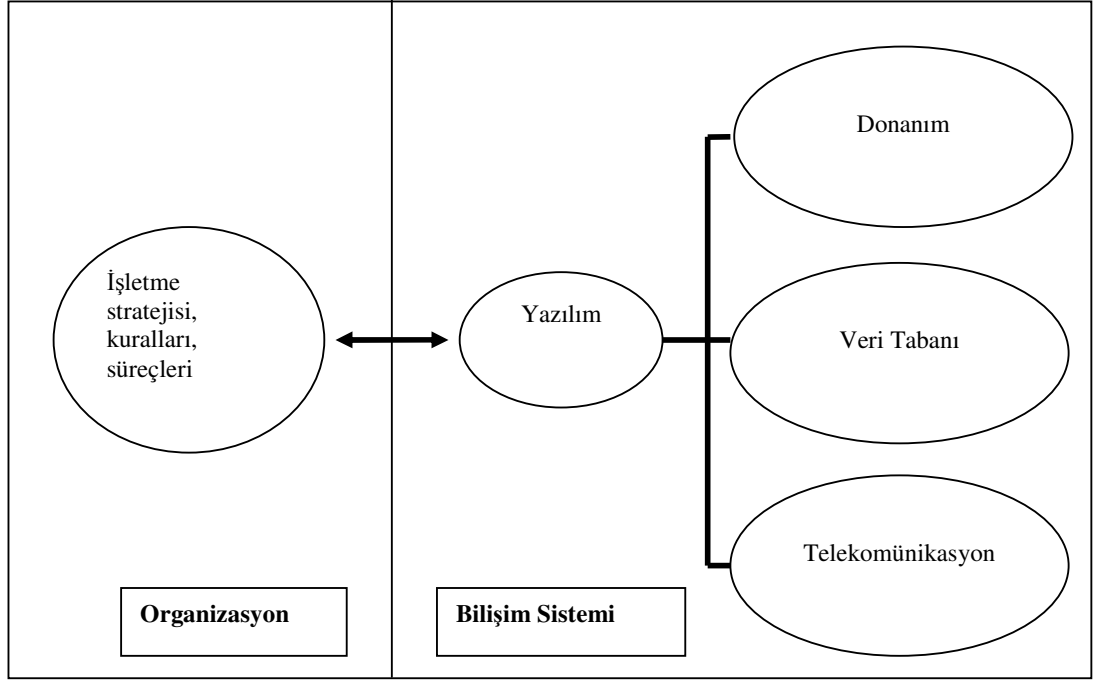 İşletme
stratejisi,
kuralları,
süreçleri
Yazılım
Donanım
Veri Tabanı
Telekomünikasyon
Organizasyon
Bilişim Sistemi